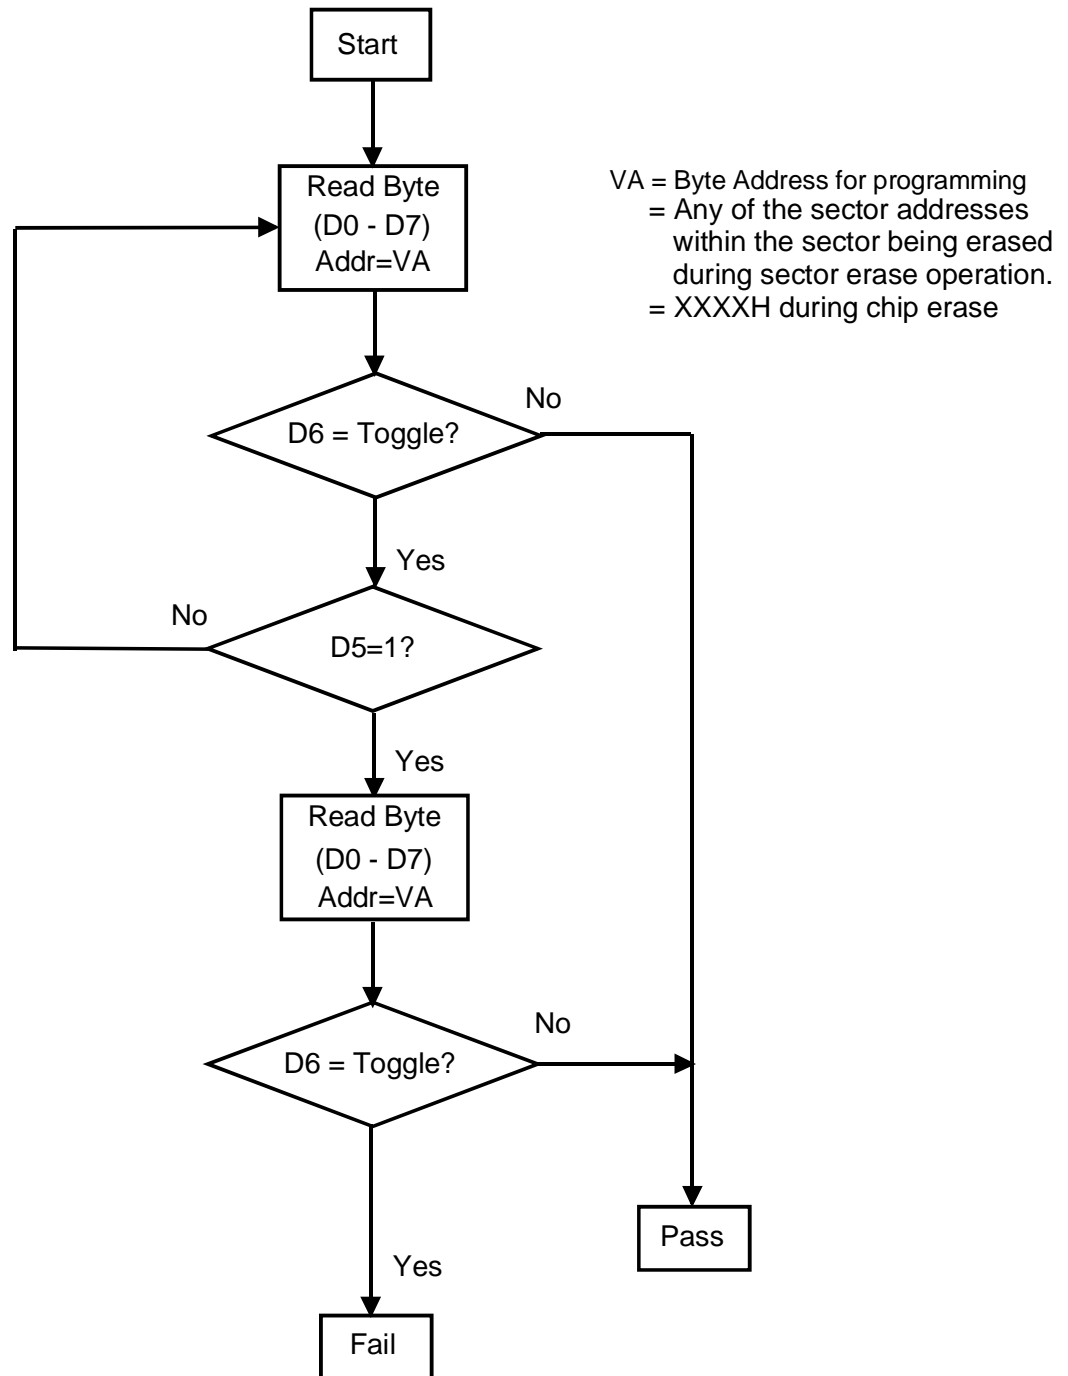 Start
Read Byte
(D0 - D7)
Addr=VA
VA = Byte Address for programming
= Any of the sector addresses
within the sector being erased
during sector erase operation.
= XXXXH during chip erase
No
D6 = Toggle?
Yes
No
D5=1?
Yes
Read Byte
(D0 - D7)
Addr=VA
No
D6 = Toggle?
Pass
Yes
Fail